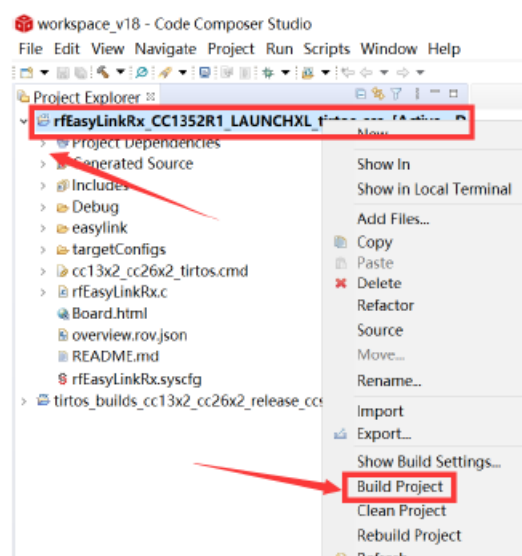 workspace_v18 - Code Composer Studio
File Edit View Navigate Project Run Scripts Window Help
Project Explorer
rfEasyLinkRx_CC1352R1_LAUNCHXL_
New
Project Dependencies
Show In
Generated Source
Show in Local Terminal
Includes
Debug
Add Files...
easylink
Copy
targetConfigs
Paste
cc13x2_cc26x2_tirtos.cmd
Delete
rfEasyLinkRx.c
Refactor
Board.html
Source
overview.rov.json
Move...
README.md
Rename...
rfEasyLinkRx.syscfg
tirtos_builds_cc13x2_cc26x2_release_ccs
Import
Export...
Show Build Settings...
Build Project
Clean Project
Rebuild Project